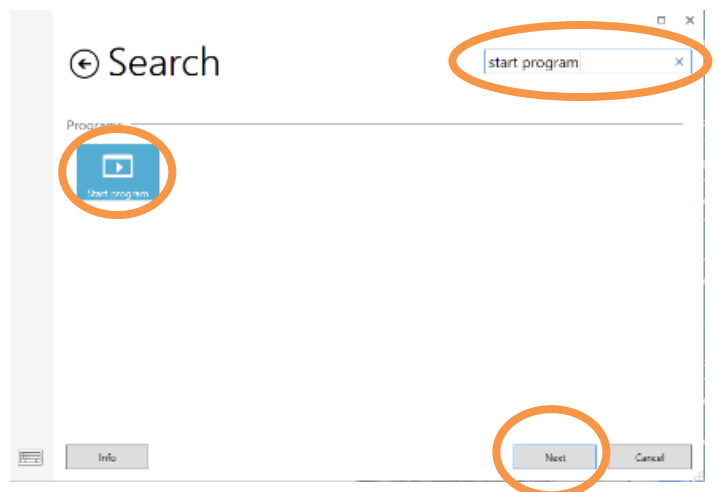 Search
start program
Programs
Start program
Info
Next
Cancel